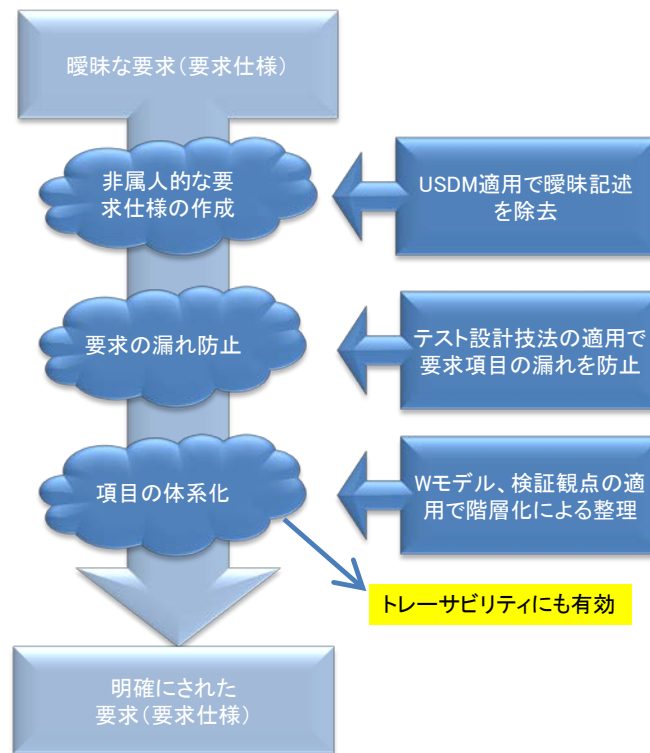 曖昧な要求(要求仕様)
非属人的な要
求仕様の作成
USDM適用で曖昧記述
を除去
要求の漏れ防止
テスト設計技法の適用で
要求項目の漏れを防止
項目の体系化
Wモデル、検証観点の適
用で階層化による整理
トレーサビリティにも有効
明確にされた
要求(要求仕様)